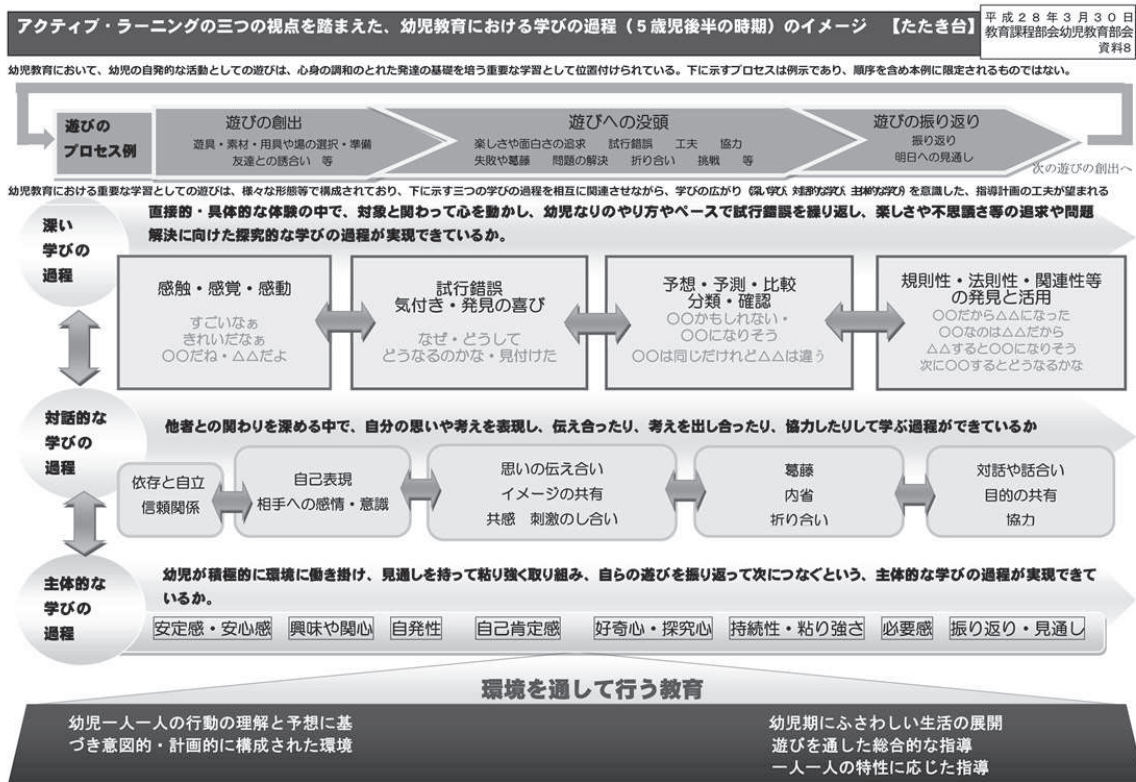 アクティブ・ラーニングの三つの視点を踏まえた、幼児教育における学びの過程（5歳児後半の時期）のイメージ　【たたき台】
平成28年3月30日
教育課程部会幼児教育部会
資料8
幼児教育において、幼児の自発的な活動としての遊びは、心身の調和のとれた発達の基礎を培う重要な学習として位置付けられている。下に示すプロセスは例示であり、順序を含め本例に限定されるものではない。
遊びの
プロセス例
遊びの創出
遊具・素材・用具や場の選択・準備
友達との誘合い　等
遊びへの没頭
楽しさや面白さの追求　試行錯誤　工夫　協力
失敗や葛藤　問題の解決　折り合い　挑戦　等
遊びの振り返り
振り返り
明日への見通し
次の遊びの創出へ
幼児教育における重要な学習としての遊びは、様々な形態等で構成されており、下に示す三つの学びの過程を相互に関連させながら、学びの広がり（深い学び、対話的な学び、主体的な学び）を意識した、指導計画の工夫が望まれる
深い
学びの
過程
直接的・具体的な体験の中で、対象と関わって心を動かし、幼児なりのやり方やペースで試行錯誤を繰り返し、楽しさや不思議さ等の追求や問題
解決に向けた探究的な学びの過程が実現できているか。
感触・感覚・感動
すごいなぁ
きれいだなぁ
〇〇だね・△△だよ
試行錯誤
気付き・発見の喜び
なぜ・どうして
どうなるのかな・見付けた
予想・予測・比較
分類・確認
〇〇かもしれない・
〇〇になりそう
〇〇は同じだけれど△△は違う
規則性・法則性・関連性等
の発見と活用
〇〇だから△△になった
〇〇なのは△△だから
△△すると〇〇になりそう
次に〇〇するとどうなるかな
対話的な
学びの
過程
他者との関わりを深める中で、自分の思いや考えを表現し、伝え合ったり、考えを出し合ったり、協力したりして学ぶ過程ができているか
依存と自立
信頼関係
自己表現
相手への感情・意識
思いの伝え合い
イメージの共有
共感　刺激のし合い
葛藤
内省
折り合い
対話や話合い
目的の共有
協力
主体的な
学びの
過程
幼児が積極的に環境に働き掛け、見通しを持って粘り強く取り組み、自らの遊びを振り返って次につなぐという、主体的な学びの過程が実現できて
いるか。
安定感・安心感　興味や関心　自発性　自己肯定感　好奇心・探究心　持続性・粘り強さ　必要感　振り返り・見通し
環境を通して行う教育
幼児一人一人の行動の理解と予想に基
づき意図的・計画的に構成された環境
幼児期にふさわしい生活の展開
遊びを通した総合的な指導
一人一人の特性に応じた指導